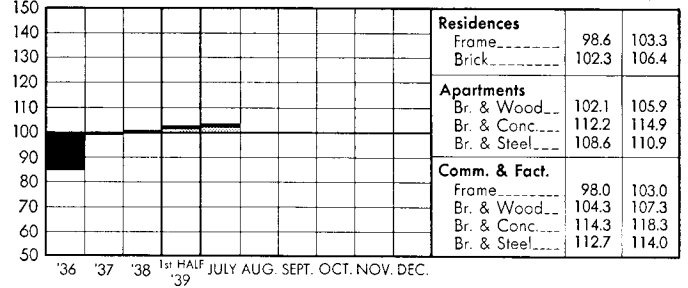 150
140
130
120
110
100
90
80
70
60
50
'36 '37 '38 1st HALF '39 JULY AUG. SEPT. OCT. NOV. DEC.
Residences
Frame 98.6 103.3
Brick 102.3 106.4
Apartments
Br. & Wood 102.1 105.9
Br. & Conc. 112.2 114.9
Br. & Steel 108.6 110.9
Comm. & Fact.
Frame 98.0 103.0
Br. & Wood 104.3 107.3
Br. & Conc. 114.3 118.3
Br. & Steel 112.7 114.0